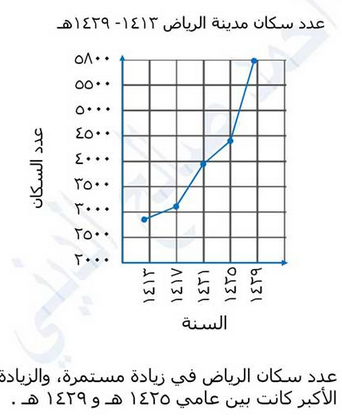 عدد سكان مدينة الرياض ١٤١٣- ١٤٢٩هـ
عدد السكان
٥٨٠٠
٥٥٠٠
٥٠٠٠
٤٥٠٠
٤٠٠٠
٣٥٠٠
٣٠٠٠
٢٥٠٠
٢٠٠٠
١٤١٣
١٤١٧
١٤٢١
١٤٢٥
١٤٢٩
السنة
عدد سكان الرياض في زيادة مستمرة، والزيادة
الأكبر كانت بين عامي ١٤٢٥ هـ و ١٤٢٩ هـ .